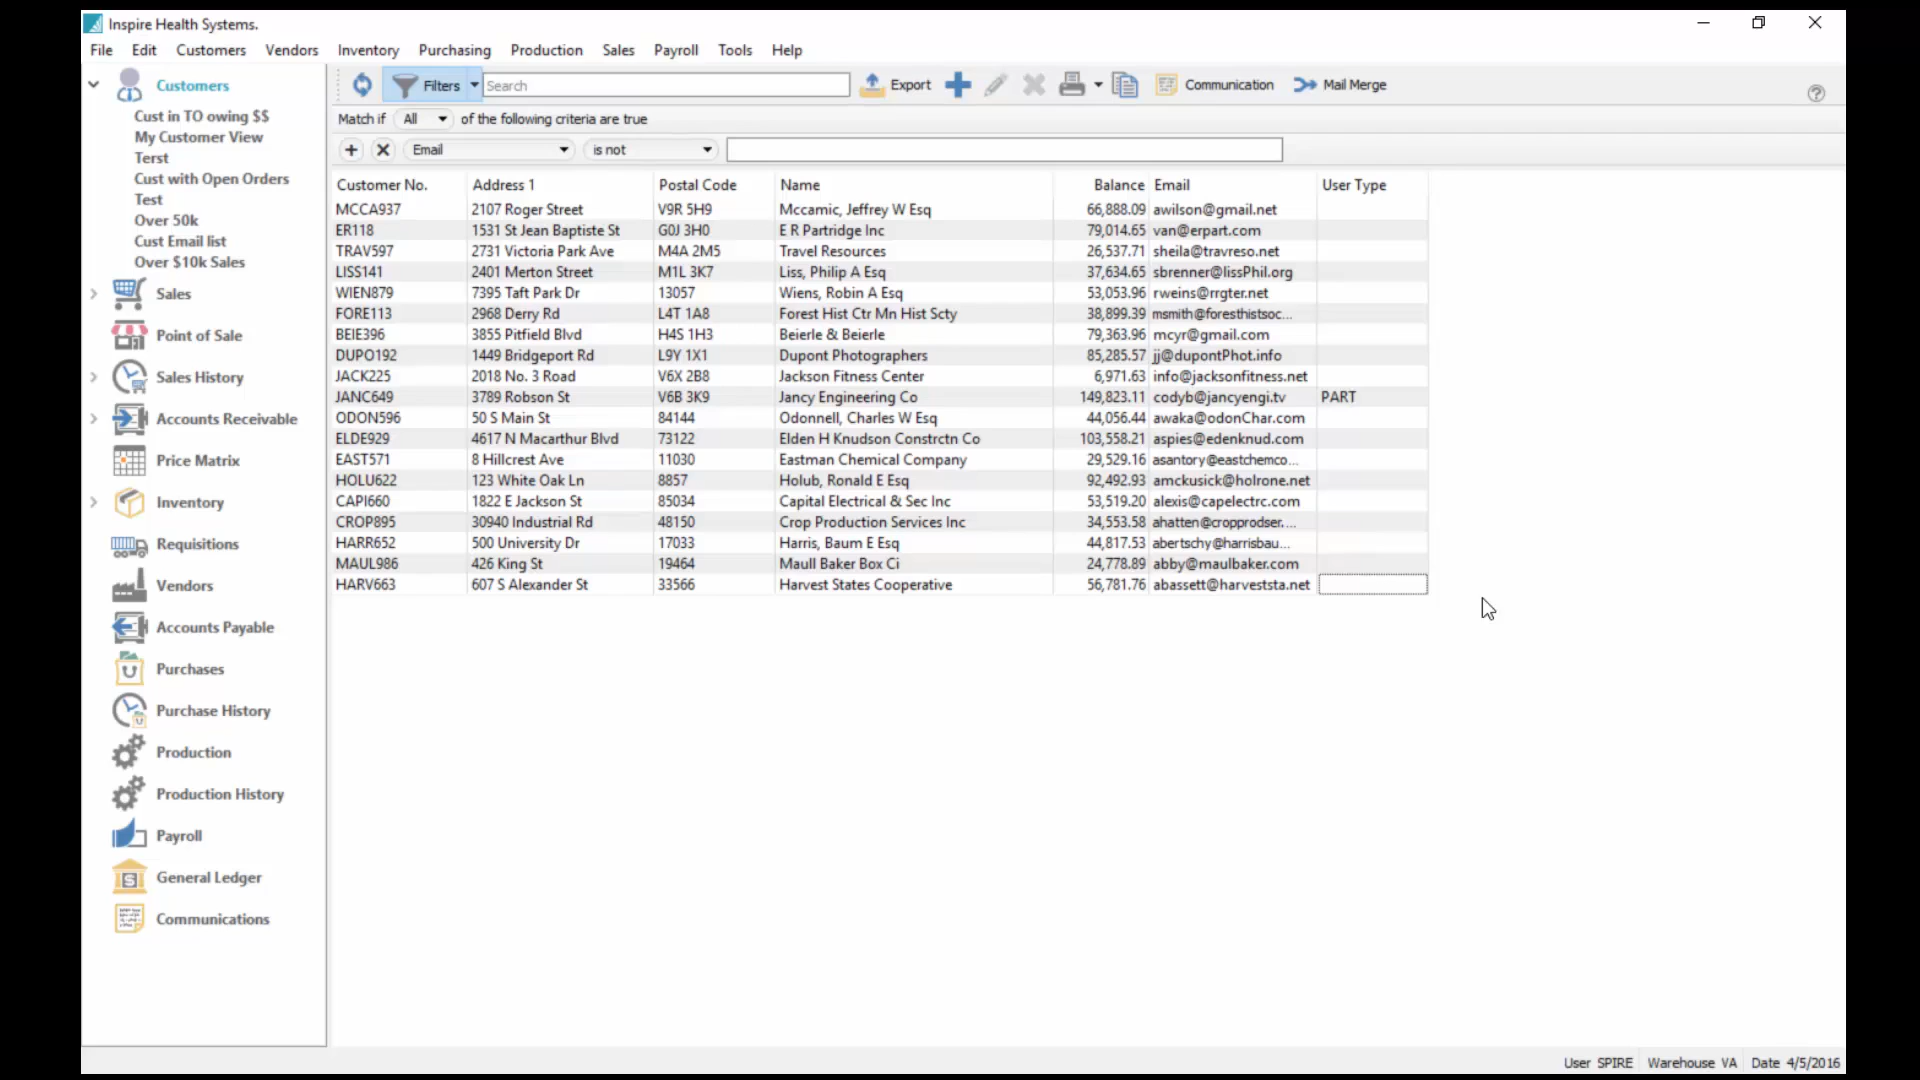 Inspire Health Systems.
File Edit Customers Vendors Inventory Purchasing Production Sales Payroll Tools Help
Customers
Cust in TO owing $$
My Customer View
Terst
Cust with Open Orders
Test
Over 50k
Cust Email list
Over $10k Sales
Sales
Point of Sale
Sales History
Accounts Receivable
Price Matrix
Inventory
Requisitions
Vendors
Accounts Payable
Purchases
Purchase History
Production
Production History
Payroll
General Ledger
Communications
Filters Search Export Communication Mail Merge
Match if All of the following criteria are true
Email is not
Customer No. Address 1 Postal Code Name Balance Email User Type
MCCA937 2107 Roger Street V9R 5H9 Mccamic, Jeffrey W Esq 66,888.09 awilson@gmail.net
ER118 1531 St Jean Baptiste St G0J 3H0 E R Partridge Inc 79,014.65 van@erpart.com
TRAV597 2731 Victoria Park Ave M4A 2M5 Travel Resources 26,537.71 sheila@travreso.net
LISS141 2401 Merton Street M1L 3K7 Liss, Philip A Esq 37,634.65 sbrenner@lissPhil.org
WIEN879 7395 Taft Park Dr 13057 Wiens, Robin A Esq 53,053.96 rweins@rrgter.net
FORE113 2968 Derry Rd L4T 1A8 Forest Hist Ctr Mn Hist Scty 38,899.39 msmith@foresthistsoc...
BEIE396 3855 Pitfield Blvd H4S 1H3 Beierle & Beierle 79,363.96 mcyr@gmail.com
DUPO192 1449 Bridgeport Rd L9Y 1X1 Dupont Photographers 85,285.57 jj@dupontPhot.info
JACK225 2018 No. 3 Road V6X 2B8 Jackson Fitness Center 6,971.63 info@jacksonfitness.net
JANC649 3789 Robson St V6B 3K9 Jancy Engineering Co 149,823.11 codyb@jancyengi.tv PART
ODON596 50 S Main St 84144 Odonnell, Charles W Esq 44,056.44 awaka@odonChar.com
ELDE929 4617 N Macarthur Blvd 73122 Elden H Knudson Constrctn Co 103,558.21 aspies@edenknud.com
EAST571 8 Hillcrest Ave 11030 Eastman Chemical Company 29,529.16 asantory@eastchemco...
HOLU622 123 White Oak Ln 8857 Holub, Ronald E Esq 92,492.93 amckusick@holrone.net
CAPI660 1822 E Jackson St 85034 Capital Electrical & Sec Inc 53,519.20 alexis@capelectrc.com
CROP895 30940 Industrial Rd 48150 Crop Production Services Inc 34,553.58 ahatten@cropprodser....
HARR652 500 University Dr 17033 Harris, Baum E Esq 44,817.53 abertschy@harrisbau...
MAUL986 426 King St 19464 Maull Baker Box Ci 24,778.89 abby@maulbaker.com
HARV663 607 S Alexander St 33566 Harvest States Cooperative 56,781.76 abassett@harveststa.net
User SPIRE Warehouse VA Date 4/5/2016